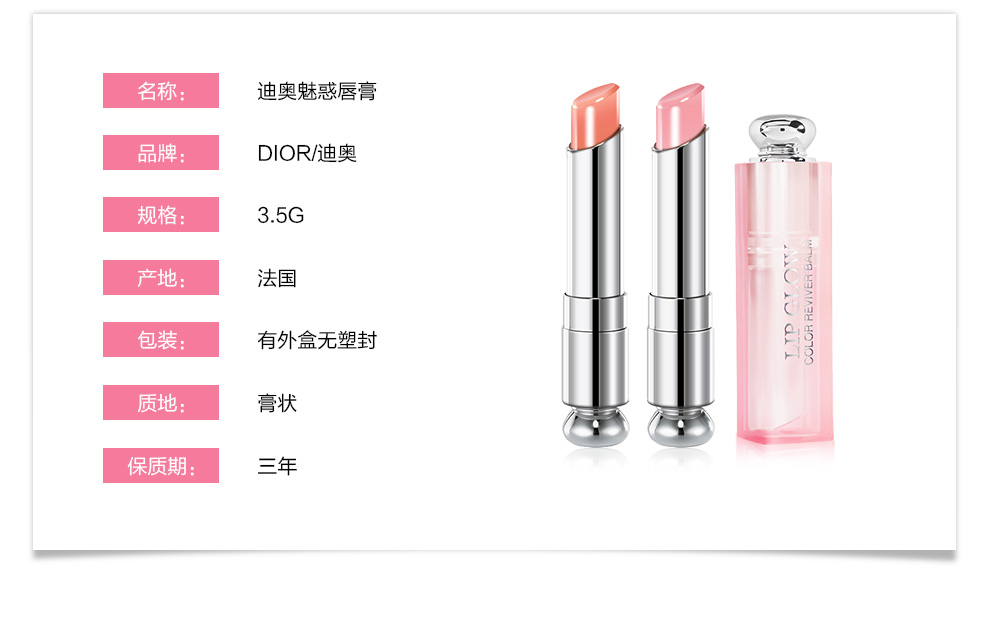 名称：
迪奥魅惑唇膏
品牌：
DIOR/迪奥
规格：
3.5G
产地：
法国
包装：
有外盒无塑封
质地：
膏状
保质期：
三年
LIP GLOW
COLOR REVIVER BALM